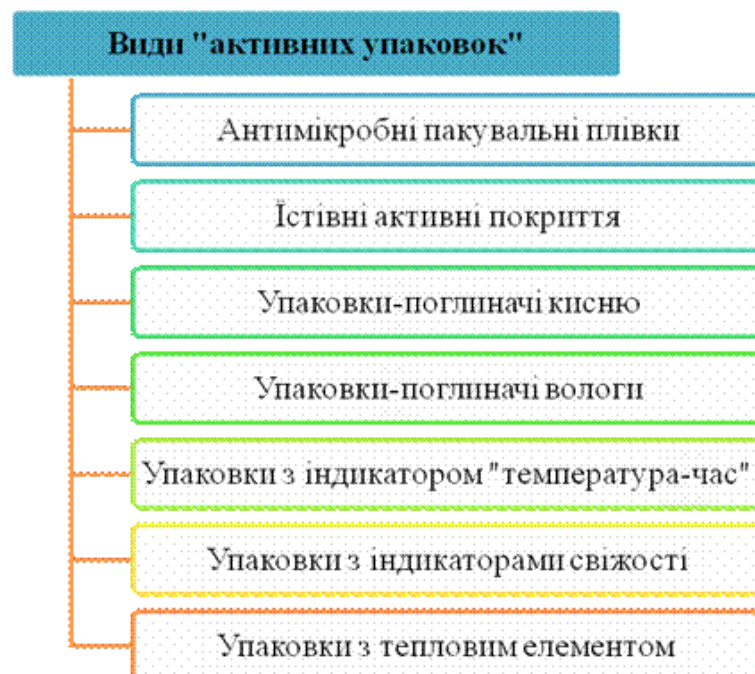 Види "активних упаковок"
Антимікробні пакувальні плівки
Їстівні активні покриття
Упаковки-поглиначі кисню
Упаковки-поглиначі вологи
Упаковки з індикатором "температура-час"
Упаковки з індикаторами свіжості
Упаковки з тепловим елементом